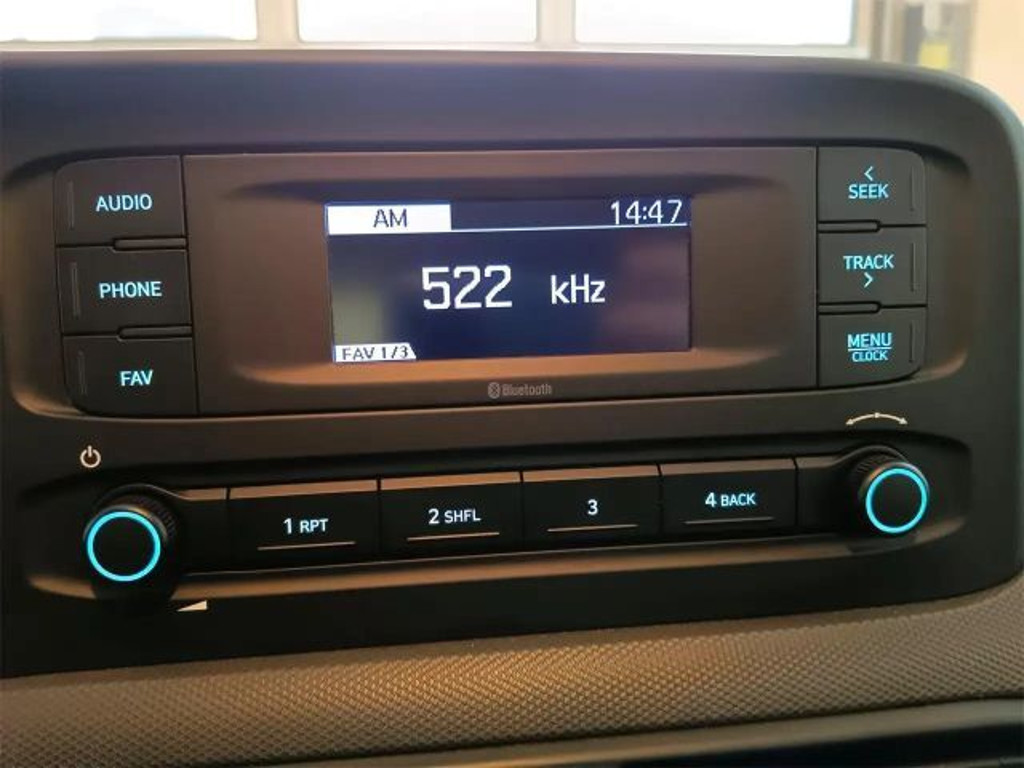 AUDIO
PHONE
FAV
AM 14:47
522 kHz
FAV 1/3
Bluetooth
<
SEEK
TRACK
>
MENU
CLOCK
1 RPT
2 SHFL
3
4 BACK